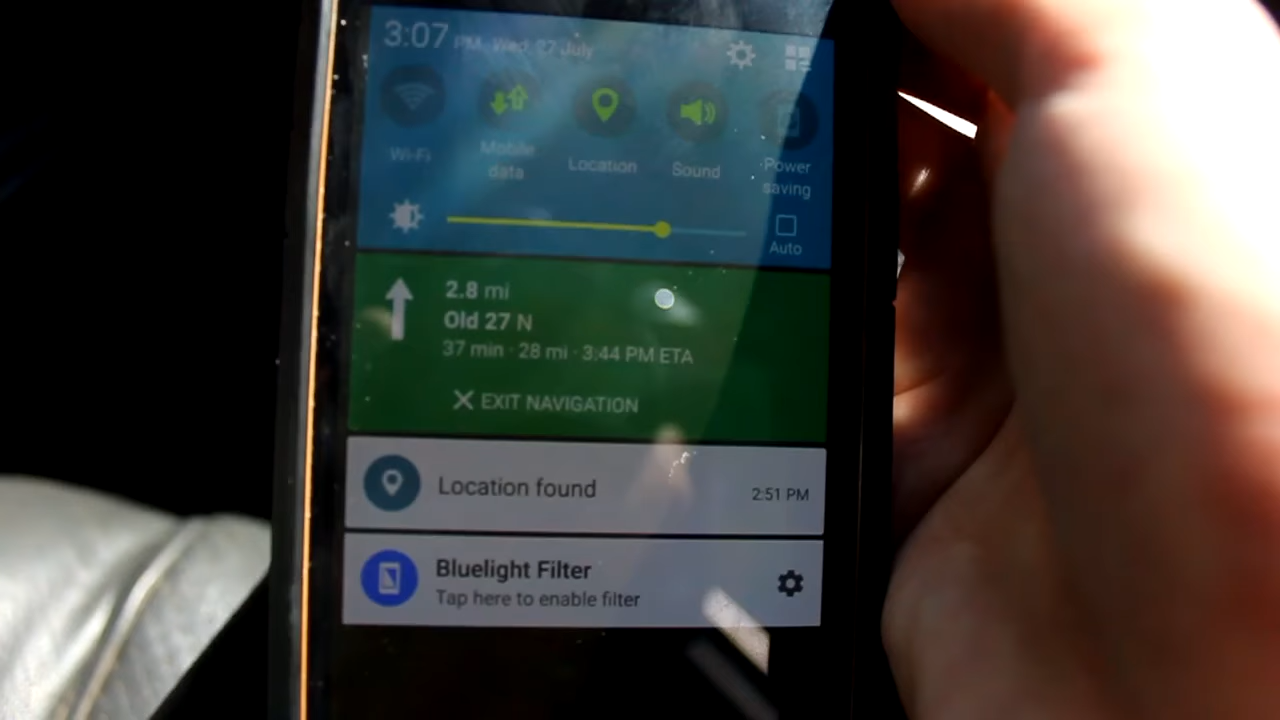 3:07 PM Wed, 27 July
Wi-Fi
Mobile data
Location
Sound
Power saving
Auto
2.8 mi
Old 27 N
37 min · 28 mi · 3:44 PM ETA
EXIT NAVIGATION
Location found 2:51 PM
Bluelight Filter
Tap here to enable filter